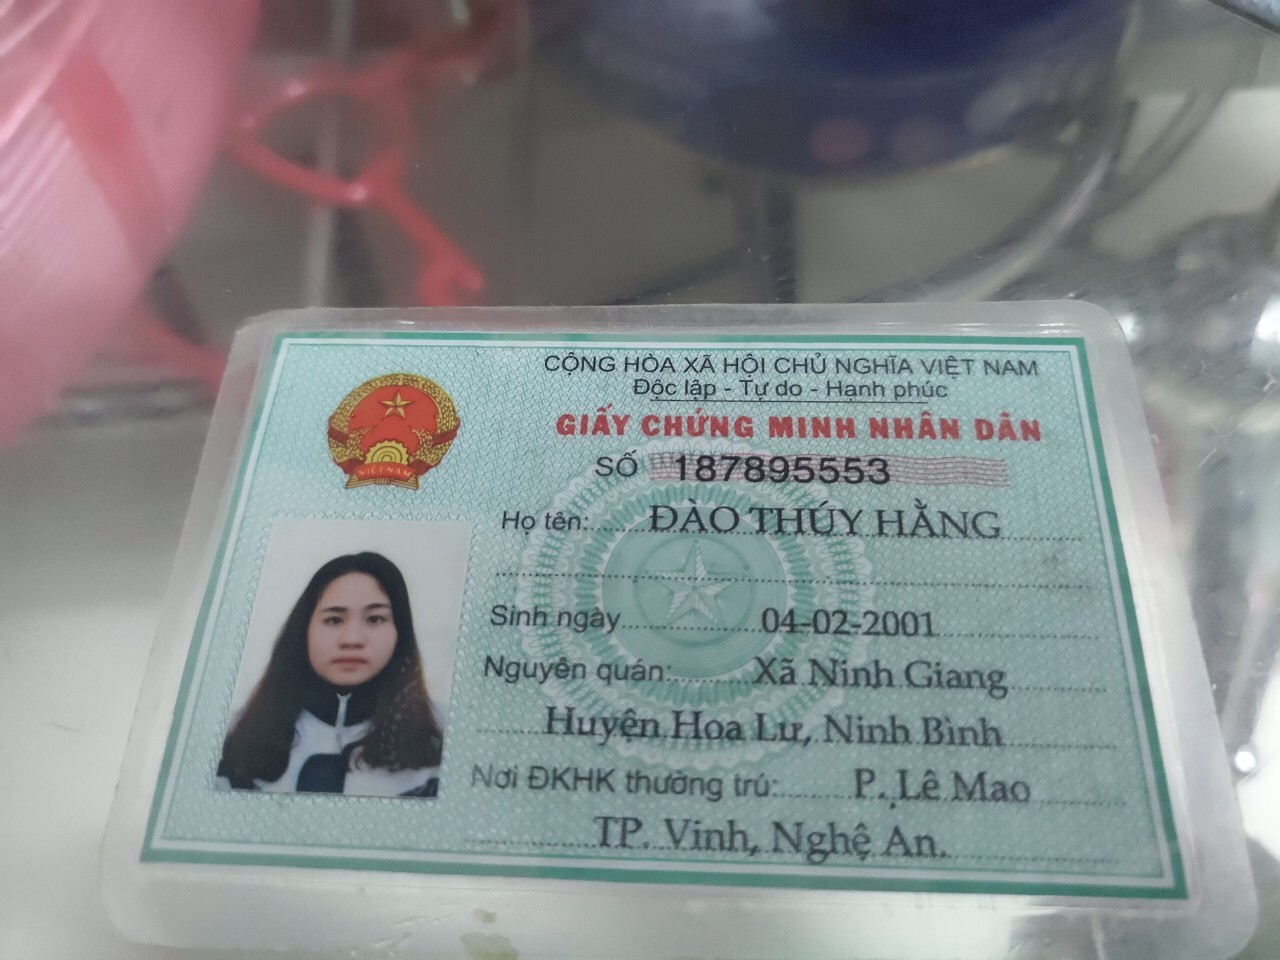 CỘNG HÒA XÃ HỘI CHỦ NGHĨA VIỆT NAM
Độc lập - Tự do - Hạnh phúc
GIẤY CHỨNG MINH NHÂN DÂN
SỐ 187895553
VIỆT NAM
Họ tên: ĐÀO THÚY HẰNG
Sinh ngày 04-02-2001
Nguyên quán: Xã Ninh Giang
Huyện Hoa Lư, Ninh Bình
Nơi ĐKHK thường trú: P. Lê Mao
TP. Vinh, Nghệ An.